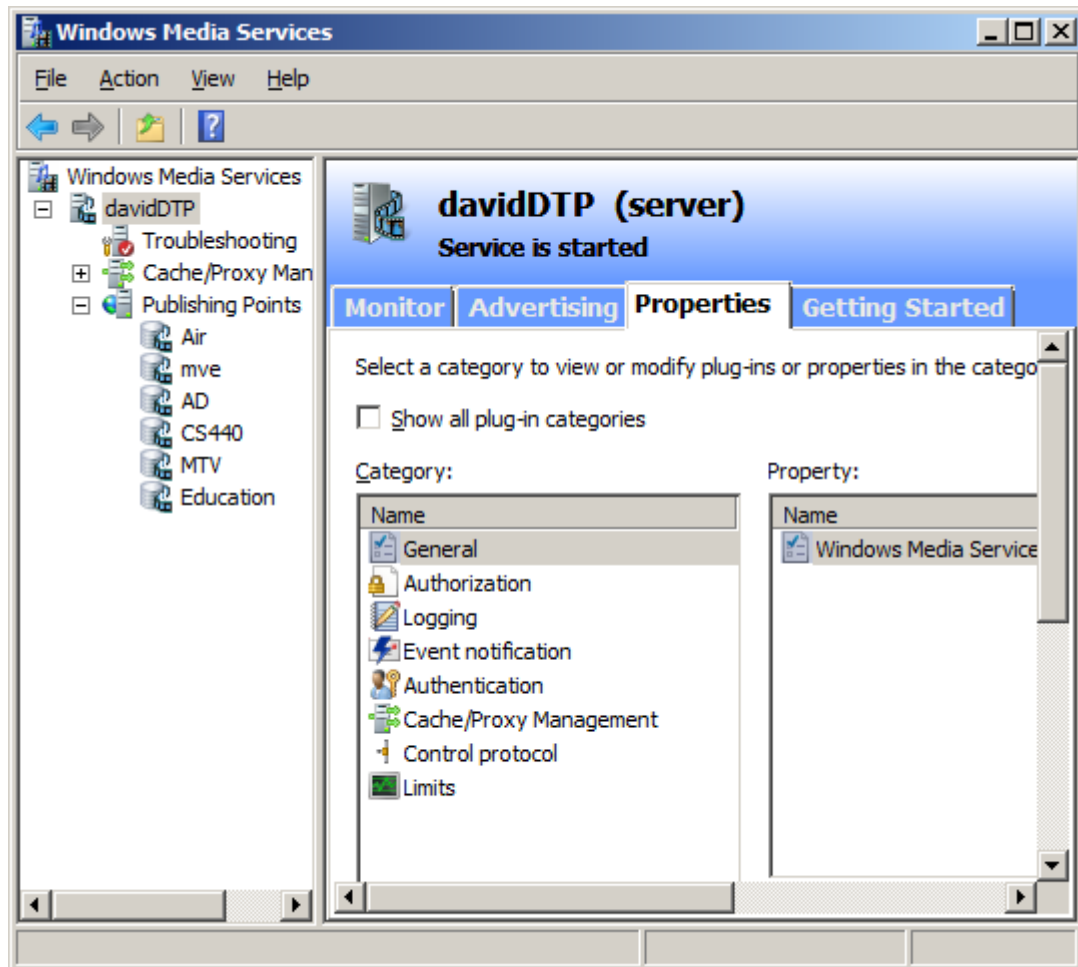 Windows Media Services
File Action View Help
Windows Media Services
davidDTP
Troubleshooting
Cache/Proxy Man
Publishing Points
Air
mve
AD
CS440
MTV
Education
davidDTP (server)
Service is started
Monitor Advertising Properties Getting Started
Select a category to view or modify plug-ins or properties in the catego
Show all plug-in categories
Category: Property:
Name Name
General Windows Media Service
Authorization
Logging
Event notification
Authentication
Cache/Proxy Management
Control protocol
Limits